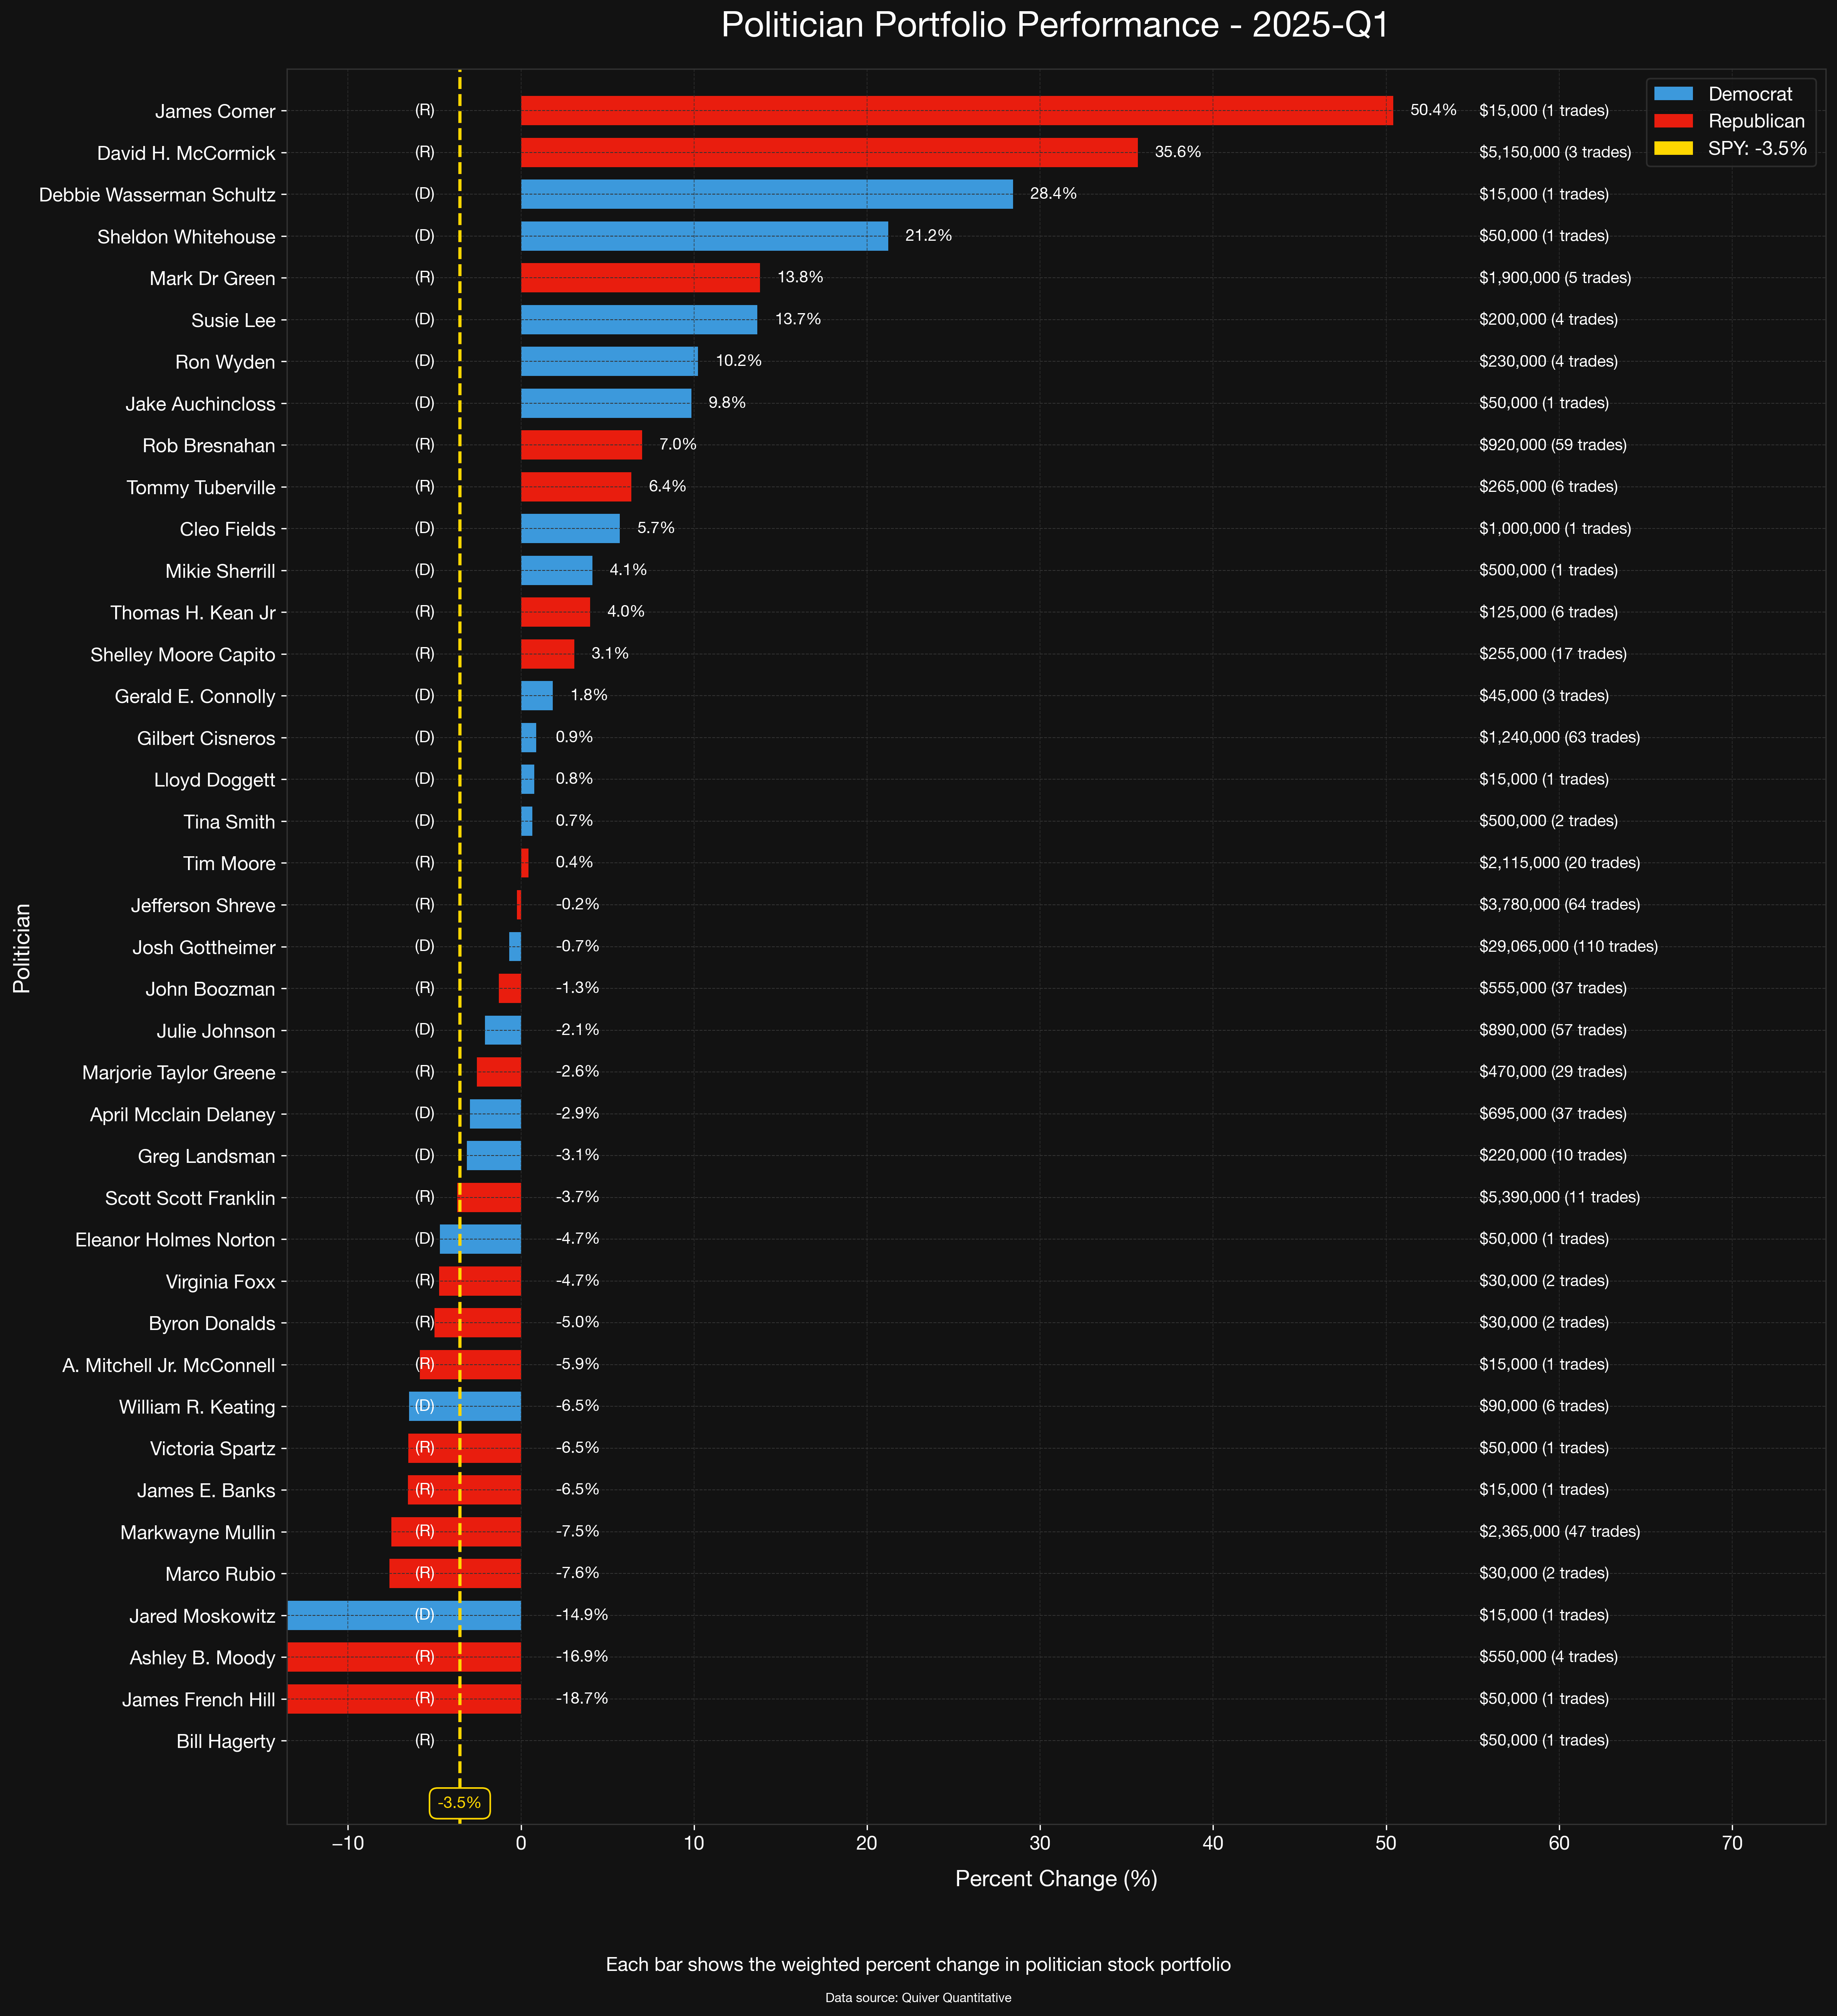 Politician Portfolio Performance - 2025-Q1
Democrat
Republican
SPY: -3.5%
Politician
James Comer (R) 50.4% $15,000 (1 trades)
David H. McCormick (R) 35.6% $5,150,000 (3 trades)
Debbie Wasserman Schultz (D) 28.4% $15,000 (1 trades)
Sheldon Whitehouse (D) 21.2% $50,000 (1 trades)
Mark Dr Green (R) 13.8% $1,900,000 (5 trades)
Susie Lee (D) 13.7% $200,000 (4 trades)
Ron Wyden (D) 10.2% $230,000 (4 trades)
Jake Auchincloss (D) 9.8% $50,000 (1 trades)
Rob Bresnahan (R) 7.0% $920,000 (59 trades)
Tommy Tuberville (R) 6.4% $265,000 (6 trades)
Cleo Fields (D) 5.7% $1,000,000 (1 trades)
Mikie Sherrill (D) 4.1% $500,000 (1 trades)
Thomas H. Kean Jr (R) 4.0% $125,000 (6 trades)
Shelley Moore Capito (R) 3.1% $255,000 (17 trades)
Gerald E. Connolly (D) 1.8% $45,000 (3 trades)
Gilbert Cisneros (D) 0.9% $1,240,000 (63 trades)
Lloyd Doggett (D) 0.8% $15,000 (1 trades)
Tina Smith (D) 0.7% $500,000 (2 trades)
Tim Moore (R) 0.4% $2,115,000 (20 trades)
Jefferson Shreve (R) -0.2% $3,780,000 (64 trades)
Josh Gottheimer (D) -0.7% $29,065,000 (110 trades)
John Boozman (R) -1.3% $555,000 (37 trades)
Julie Johnson (D) -2.1% $890,000 (57 trades)
Marjorie Taylor Greene (R) -2.6% $470,000 (29 trades)
April Mcclain Delaney (D) -2.9% $695,000 (37 trades)
Greg Landsman (D) -3.1% $220,000 (10 trades)
Scott Scott Franklin (R) -3.7% $5,390,000 (11 trades)
Eleanor Holmes Norton (D) -4.7% $50,000 (1 trades)
Virginia Foxx (R) -4.7% $30,000 (2 trades)
Byron Donalds (R) -5.0% $30,000 (2 trades)
A. Mitchell Jr. McConnell (R) -5.9% $15,000 (1 trades)
William R. Keating (D) -6.5% $90,000 (6 trades)
Victoria Spartz (R) -6.5% $50,000 (1 trades)
James E. Banks (R) -6.5% $15,000 (1 trades)
Markwayne Mullin (R) -7.5% $2,365,000 (47 trades)
Marco Rubio (R) -7.6% $30,000 (2 trades)
Jared Moskowitz (D) -14.9% $15,000 (1 trades)
Ashley B. Moody (R) -16.9% $550,000 (4 trades)
James French Hill (R) -18.7% $50,000 (1 trades)
Bill Hagerty (R) $50,000 (1 trades)
-3.5%
−10 0 10 20 30 40 50 60 70
Percent Change (%)
Each bar shows the weighted percent change in politician stock portfolio
Data source: Quiver Quantitative